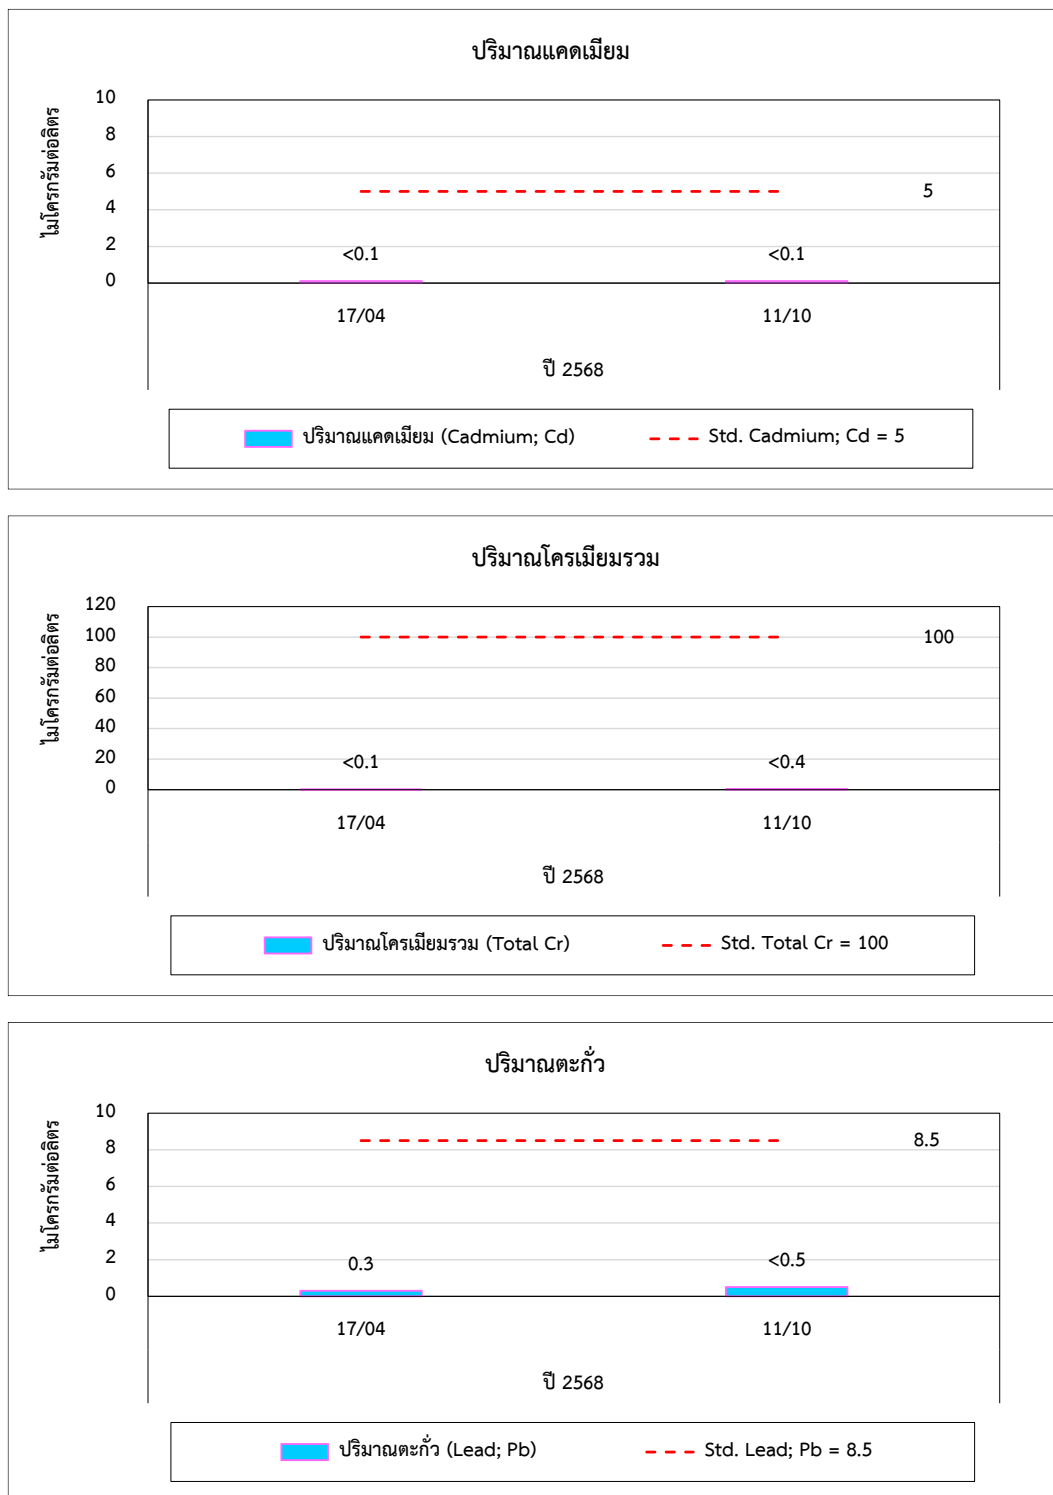 ปริมาณแคดเมียม
ไมโครกรัมต่อลิตร
10
8
6
4
2
0
5
<0.1
<0.1
17/04
11/10
ปี 2568
ปริมาณแคดเมียม (Cadmium; Cd)
Std. Cadmium; Cd = 5
ปริมาณโครเมียมรวม
ไมโครกรัมต่อลิตร
120
100
80
60
40
20
0
100
<0.1
<0.4
17/04
11/10
ปี 2568
ปริมาณโครเมียมรวม (Total Cr)
Std. Total Cr = 100
ปริมาณตะกั่ว
ไมโครกรัมต่อลิตร
10
8
6
4
2
0
8.5
0.3
<0.5
17/04
11/10
ปี 2568
ปริมาณตะกั่ว (Lead; Pb)
Std. Lead; Pb = 8.5